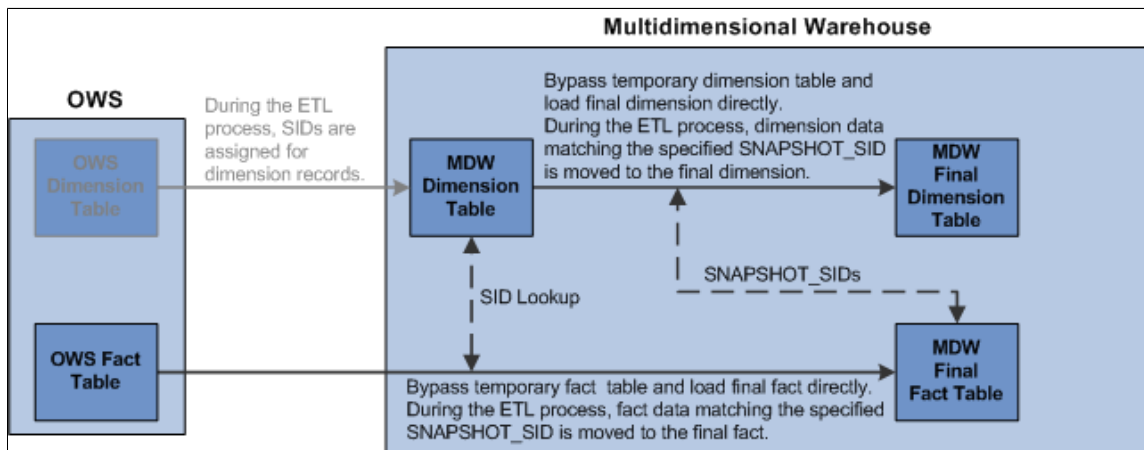 Multidimensional Warehouse
OWS
During the ETL
process, SIDs are
assigned for
dimension records.
Bypass temporary dimension table and
load final dimension directly.
During the ETL process, dimension data
matching the specified SNAPSHOT_SID
is moved to the final dimension.
OWS
Dimension
Table
MDW
Dimension
Table
MDW
Final
Dimension
Table
SNAPSHOT_SIDs
SID Lookup
OWS Fact
Table
MDW
Final
Fact Table
Bypass temporary fact  table and load final fact directly.
During the ETL process, fact data matching the specified
SNAPSHOT_SID is moved to the final fact.